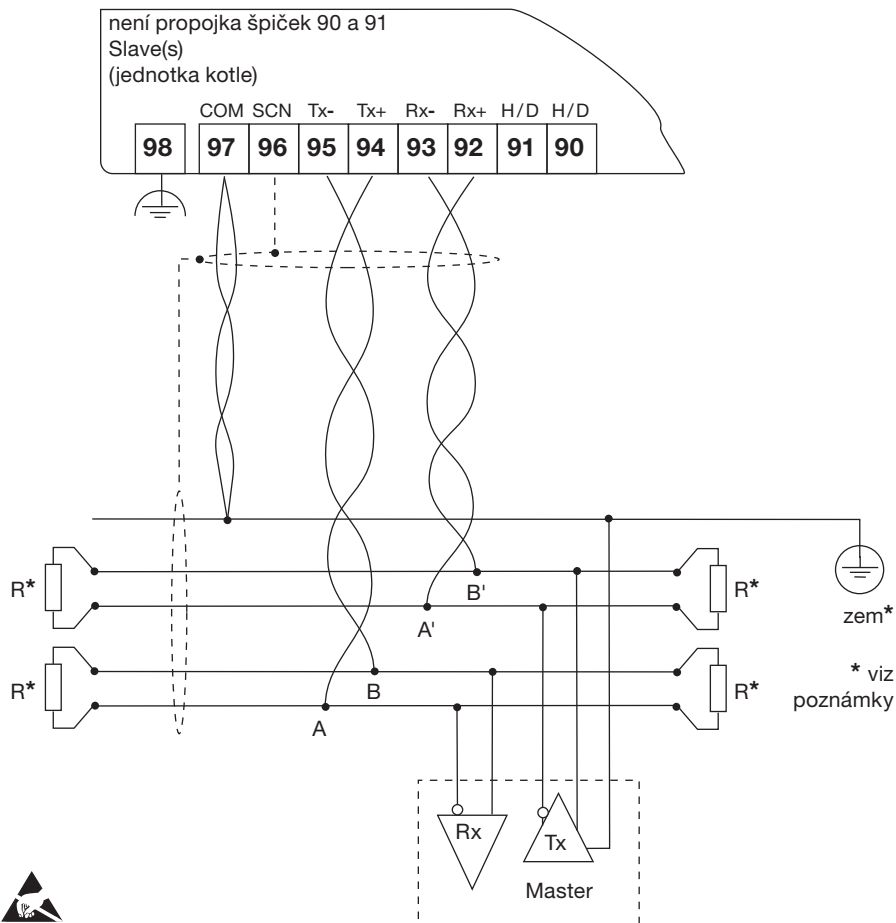 není propojka špiček 90 a 91
Slave(s)
(jednotka kotle)
COM SCN Tx- Tx+ Rx- Rx+ H/D H/D
98 97 96 95 94 93 92 91 90
R* B' R*
A' zem*
R* B R*
* viz
poznámky
A
Rx Tx
Master